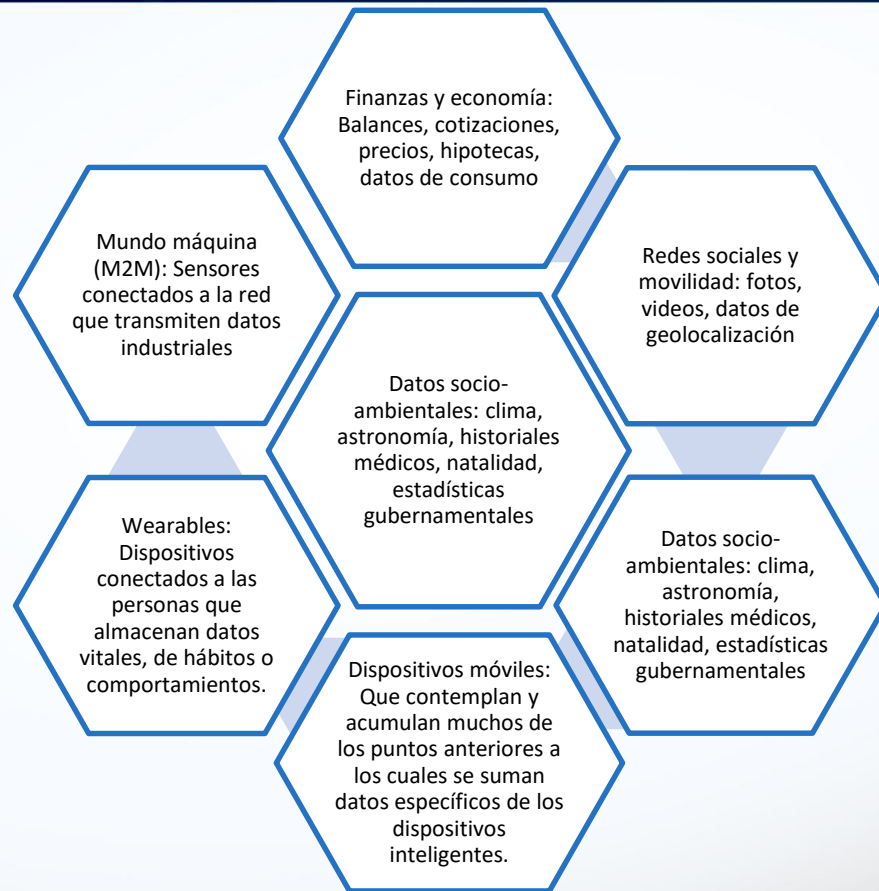 Finanzas y economía:
Balances, cotizaciones,
precios, hipotecas,
datos de consumo
Mundo máquina
(M2M): Sensores
conectados a la red
que transmiten datos
industriales
Redes sociales y
movilidad: fotos,
videos, datos de
geolocalización
Datos socio-
ambientales: clima,
astronomía, historiales
médicos, natalidad,
estadísticas
gubernamentales
Wearables:
Dispositivos
conectados a las
personas que
almacenan datos
vitales, de hábitos o
comportamientos.
Datos socio-
ambientales: clima,
astronomía,
historiales médicos,
natalidad, estadísticas
gubernamentales
Dispositivos móviles:
Que contemplan y
acumulan muchos de
los puntos anteriores a
los cuales se suman
datos específicos de los
dispositivos
inteligentes.